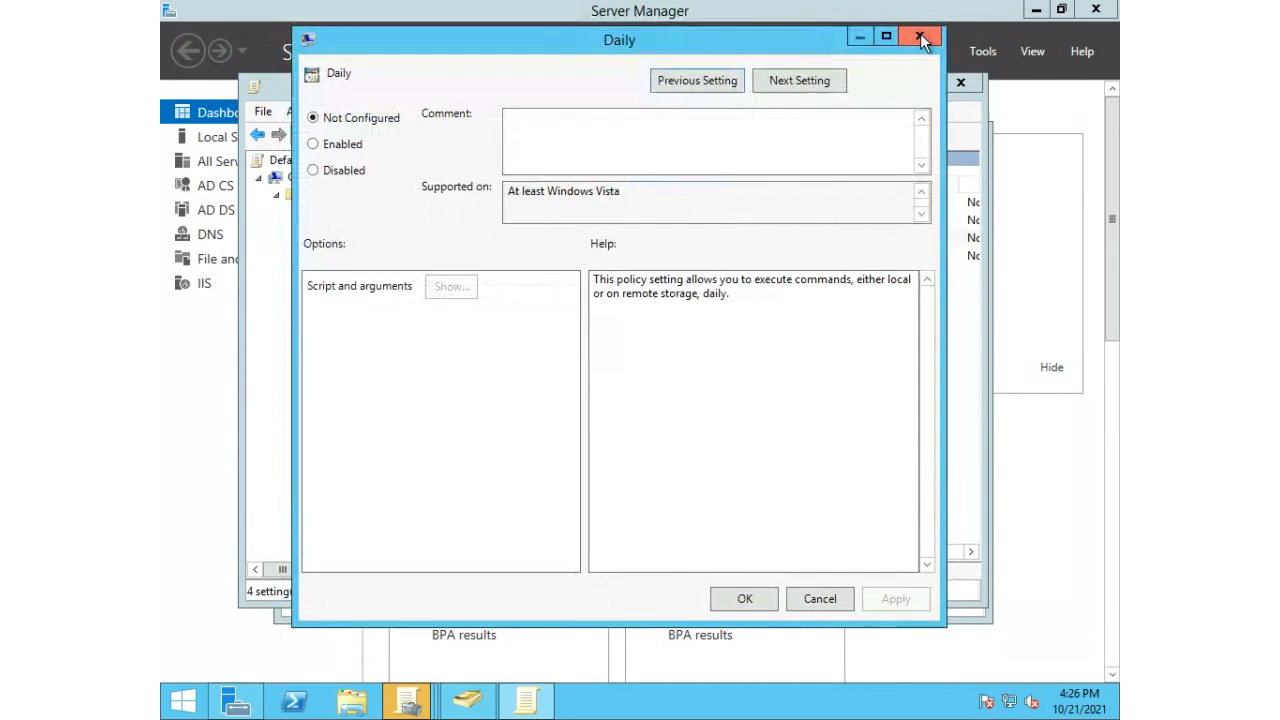 Server Manager
Daily
Tools View Help
Daily
Previous Setting
Next Setting
Not Configured
Enabled
Disabled
Comment:
Supported on:
At least Windows Vista
Options:
Help:
Script and arguments
Show...
This policy setting allows you to execute commands, either local
or on remote storage, daily.
OK
Cancel
Apply
File
Local S
All Serv
AD CS
AD DS
DNS
File and
IIS
Dashbo
Defa
4 setting
Hide
BPA results
BPA results
4:26 PM
10/21/2021